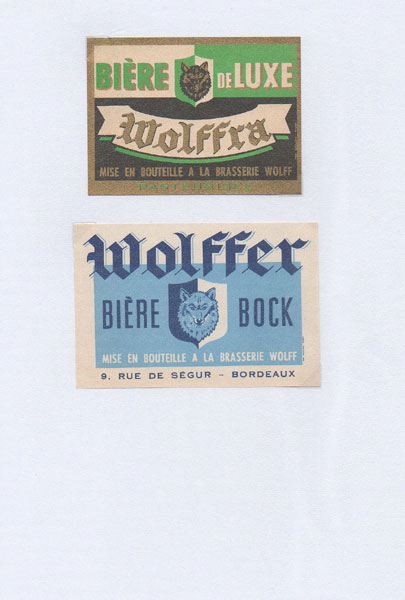 BIÈRE DE LUXE
Wolffra
MISE EN BOUTEILLE A LA BRASSERIE WOLFF
Wolffer
BIÈRE BOCK
MISE EN BOUTEILLE A LA BRASSERIE WOLFF
9, RUE DE SÉGUR – BORDEAUX